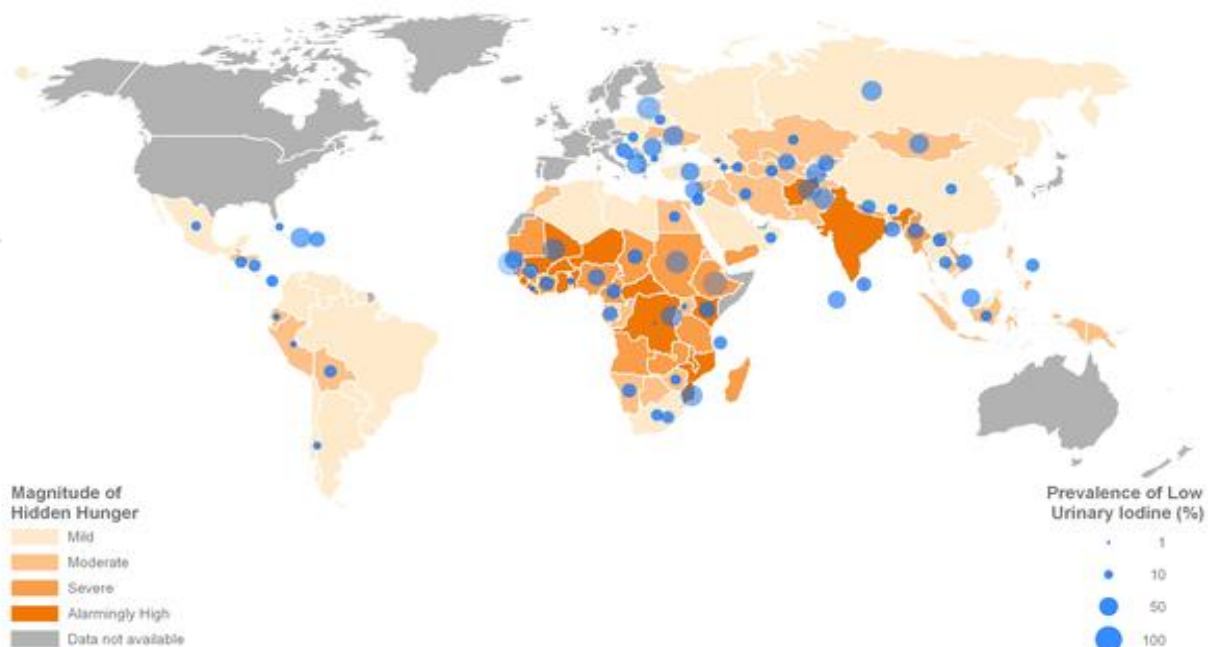 Magnitude of
Hidden Hunger
Mild
Moderate
Severe
Alarmingly High
Data not available
Prevalence of Low
Urinary Iodine (%)
1
10
50
100